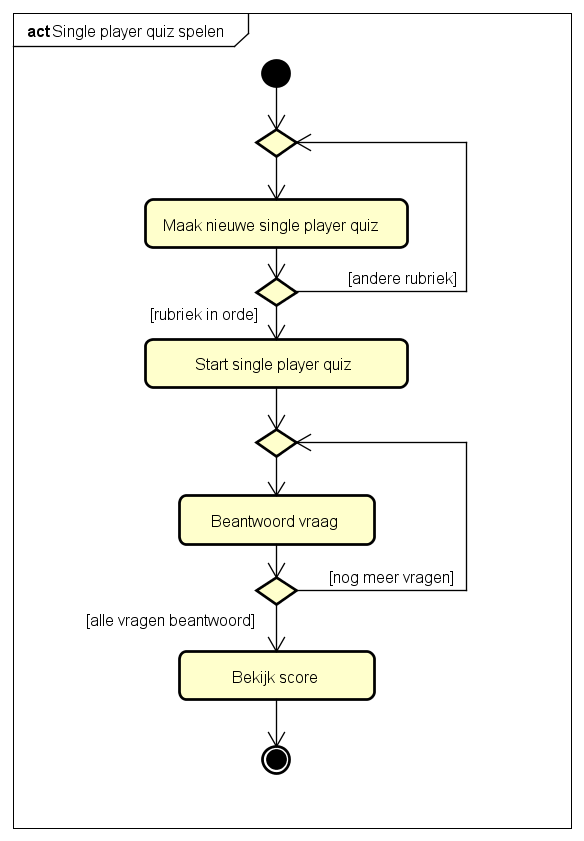 act Single player quiz spelen
Maak nieuwe single player quiz
[andere rubriek]
[rubriek in orde]
Start single player quiz
Beantwoord vraag
[nog meer vragen]
[alle vragen beantwoord]
Bekijk score